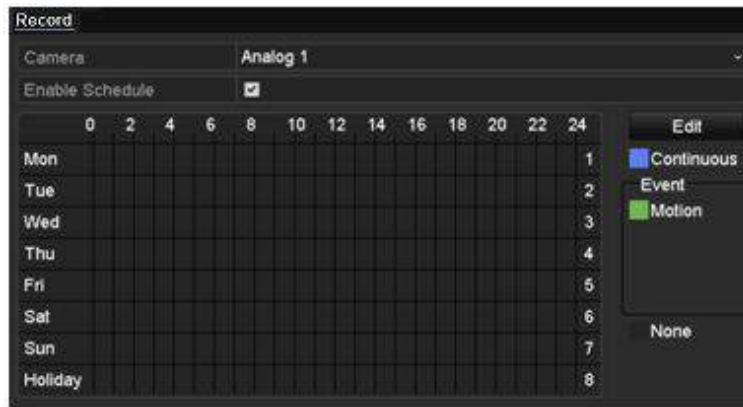 Record
Camera Analog 1
Enable Schedule
0 2 4 6 8 10 12 14 16 18 20 22 24
Edit
Mon 1
Continuous
Tue 2
Event
Wed 3
Motion
Thu 4
Fri 5
Sat 6
None
Sun 7
Holiday 8